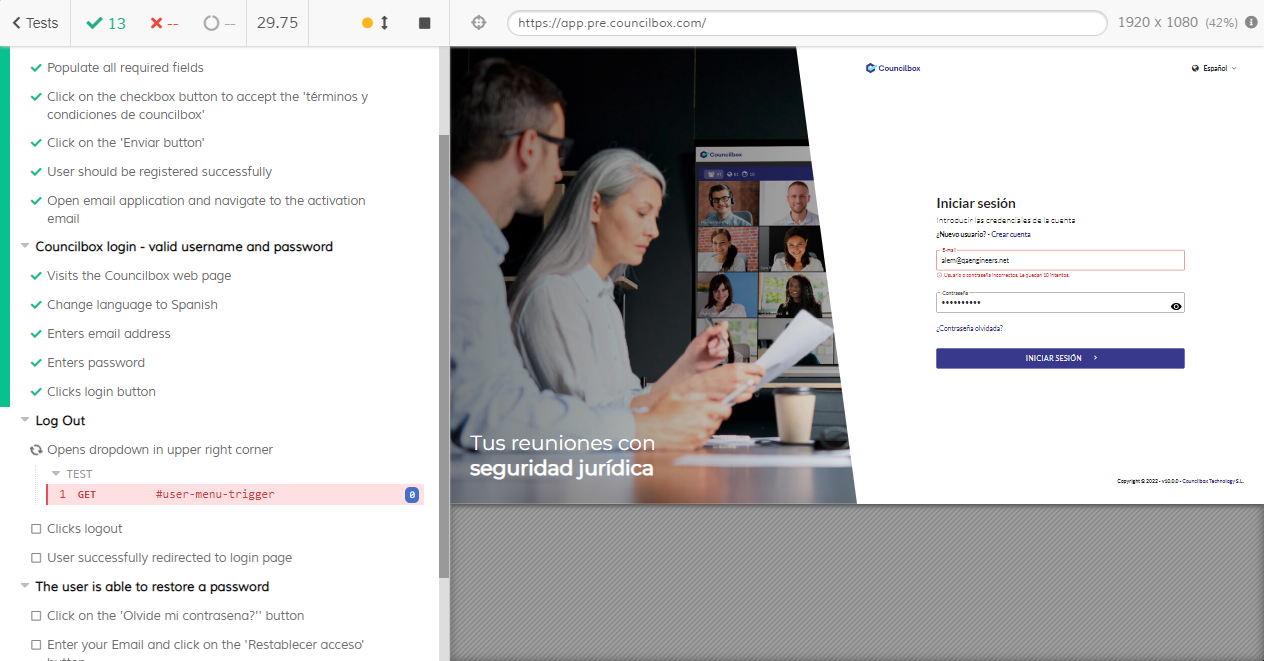 Tests
13
--
--
29.75
https://app.pre.councilbox.com/
1920 x 1080 (42%)
Populate all required fields
Click on the checkbox button to accept the 'términos y
condiciones de councilbox'
Click on the 'Enviar button'
User should be registered successfully
Open email application and navigate to the activation
email
Councilbox login - valid username and password
Visits the Councilbox web page
Change language to Spanish
Enters email address
Enters password
Clicks login button
Log Out
Opens dropdown in upper right corner
TEST
1 GET #user-menu-trigger 0
Clicks logout
User successfully redirected to login page
The user is able to restore a password
Click on the 'Olvide mi contrasena?'' button
Enter your Email and click on the 'Restablecer acceso'
button
Councilbox
Tus reuniones con
seguridad jurídica
Councilbox
Español
Iniciar sesión
Introducir las credenciales de la cuenta
¿Nuevo usuario? - Crear cuenta
E-mail
alem@qaengineers.net
Usuario o contraseña incorrectos. Le quedan 10 intentos.
Contraseña
••••••••••
¿Contraseña olvidada?
INICIAR SESIÓN
Copyright © 2022 - v10.0.0 - Councilbox Technology S.L.